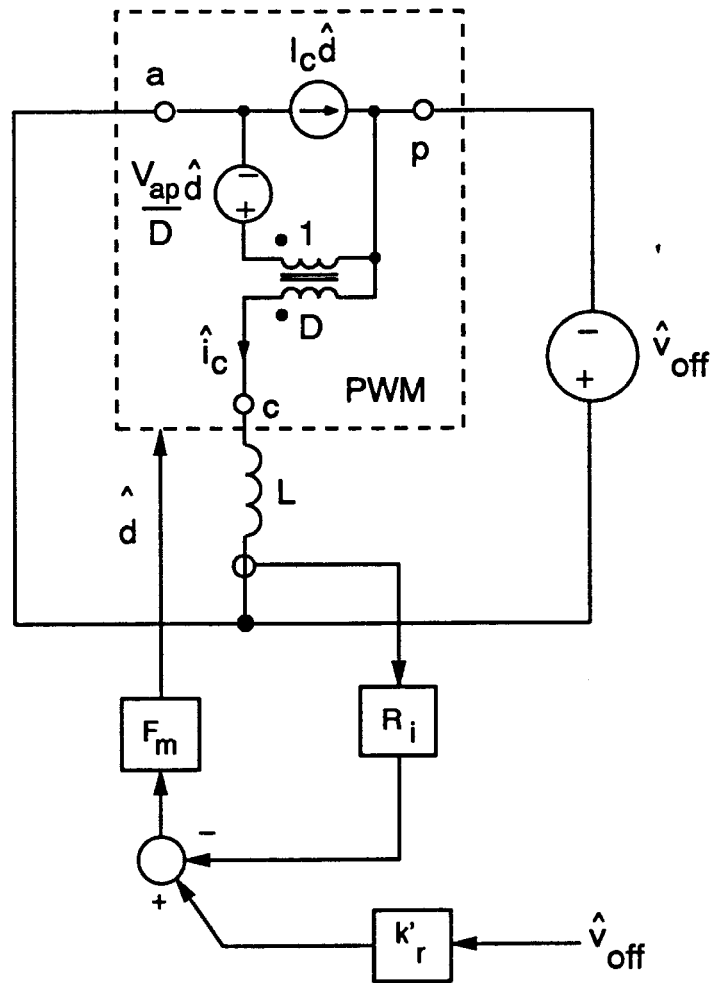 I_c d̂
a
p
V_ap d̂
D
−
+
1
D
î_c
PWM
c
−
+
v̂_off
L
d̂
F_m
R_i
−
+
k'_r
v̂_off